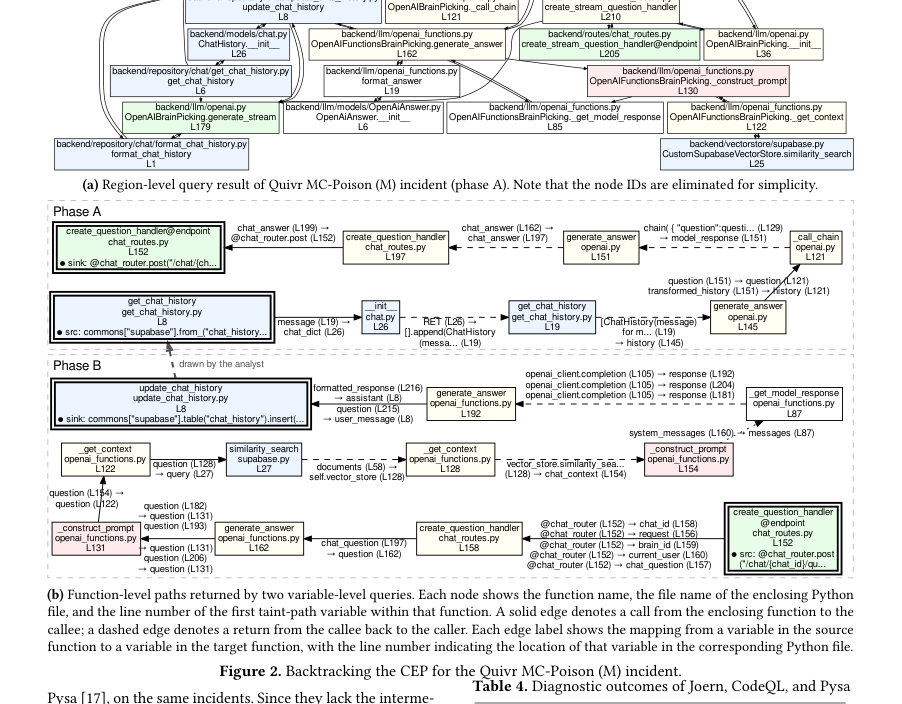 update_chat_history
L8
OpenAIBrainPicking._call_chain
L121
create_stream_question_handler
L210
backend/models/chat.py
ChatHistory.__init__
L26
backend/llm/openai_functions.py
OpenAIFunctionsBrainPicking.generate_answer
L162
backend/routes/chat_routes.py
create_stream_question_handler@endpoint
L205
backend/llm/openai_functions.py
OpenAIBrainPicking.__init__
L36
backend/repository/chat/get_chat_history.py
get_chat_history
L6
backend/llm/openai_functions.py
format_answer
L19
backend/llm/openai_functions.py
OpenAIFunctionsBrainPicking._construct_prompt
L130
backend/llm/openai.py
OpenAIBrainPicking.generate_stream
L179
backend/llm/models/OpenAiAnswer.py
OpenAiAnswer.__init__
L6
backend/llm/openai_functions.py
OpenAIFunctionsBrainPicking._get_model_response
L85
backend/llm/openai_functions.py
OpenAIFunctionsBrainPicking._get_context
L122
backend/repository/chat/format_chat_history.py
format_chat_history
L1
backend/vectorstore/supabase.py
CustomSupabaseVectorStore.similarity_search
L25
(a) Region-level query result of Quivr MC-Poison (M) incident (phase A). Note that the node IDs are eliminated for simplicity.
Phase A
create_question_handler@endpoint
chat_routes.py
L152
● sink: @chat_router.post("/chat/{ch...
chat_answer (L199) →
@chat_router.post (L152)
create_question_handler
chat_routes.py
L197
chat_answer (L162) →
chat_answer (L197)
generate_answer
openai.py
L151
chain( { "question":questi... (L129)
→ model_response (L151)
_call_chain
openai.py
L121
question (L151) → question (L121)
transformed_history (L151) → history (L121)
get_chat_history
get_chat_history.py
L8
● src: commons["supabase"].from_("chat_history...
message (L19) →
chat_dict (L26)
__init__
chat.py
L26
RET (L26) →
[].append(ChatHistory
(messa... (L19)
get_chat_history
get_chat_history.py
L19
[ChatHistory(message)
for m... (L19)
→ history (L145)
generate_answer
openai.py
L145
drawn by the analyst
Phase B
update_chat_history
update_chat_history.py
L8
● sink: commons["supabase"].table("chat_history").insert(...
formatted_response (L216)
→ assistant (L8)
question (L215)
→ user_message (L8)
generate_answer
openai_functions.py
L192
openai_client.completion (L105) → response (L192)
openai_client.completion (L105) → response (L204)
openai_client.completion (L105) → response (L181)
_get_model_response
openai_functions.py
L87
system_messages (L160) → messages (L87)
_get_context
openai_functions.py
L122
question (L128)
→ query (L27)
similarity_search
supabase.py
L27
documents (L58) →
self.vector_store (L128)
_get_context
openai_functions.py
L128
vector_store.similarity_sea...
(L128) → chat_context (L154)
_construct_prompt
openai_functions.py
L154
question (L154) →
question (L122)
_construct_prompt
openai_functions.py
L131
question (L182)
→ question (L131)
question (L193)
→ question (L131)
question (L206)
→ question (L131)
generate_answer
openai_functions.py
L162
chat_question (L197)
→ question (L162)
create_question_handler
chat_routes.py
L158
@chat_router (L152) → chat_id (L158)
@chat_router (L152) → request (L156)
@chat_router (L152) → brain_id (L159)
@chat_router (L152) → current_user (L160)
@chat_router (L152) → chat_question (L157)
create_question_handler
@endpoint
chat_routes.py
L152
● src: @chat_router.post
("/chat/{chat_id}/qu...
(b) Function-level paths returned by two variable-level queries. Each node shows the function name, the file name of the enclosing Python
file, and the line number of the first taint-path variable within that function. A solid edge denotes a call from the enclosing function to the
callee; a dashed edge denotes a return from the callee back to the caller. Each edge label shows the mapping from a variable in the source
function to a variable in the target function, with the line number indicating the location of that variable in the corresponding Python file.
Figure 2. Backtracking the CEP for the Quivr MC-Poison (M) incident.
Pysa [17], on the same incidents. Since they lack the interme-
Table 4. Diagnostic outcomes of Joern, CodeQL, and Pysa